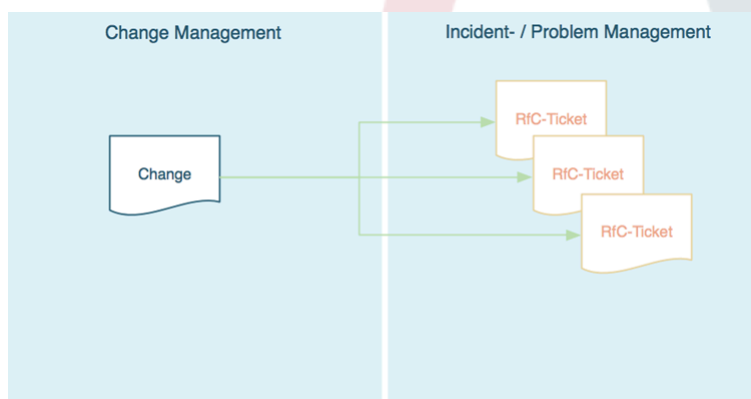 Change Management
Incident- / Problem Management
RfC-Ticket
Change
RfC-Ticket
RfC-Ticket